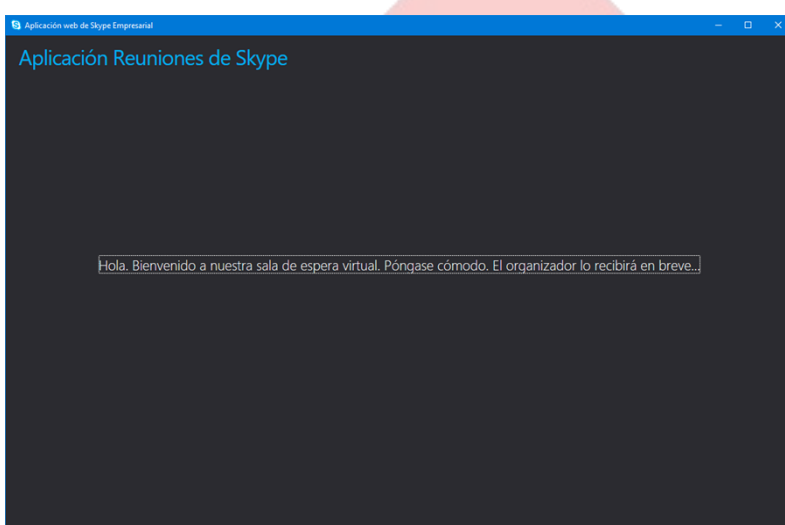 Aplicación web de Skype Empresarial
Aplicación Reuniones de Skype
Hola. Bienvenido a nuestra sala de espera virtual. Póngase cómodo. El organizador lo recibirá en breve...